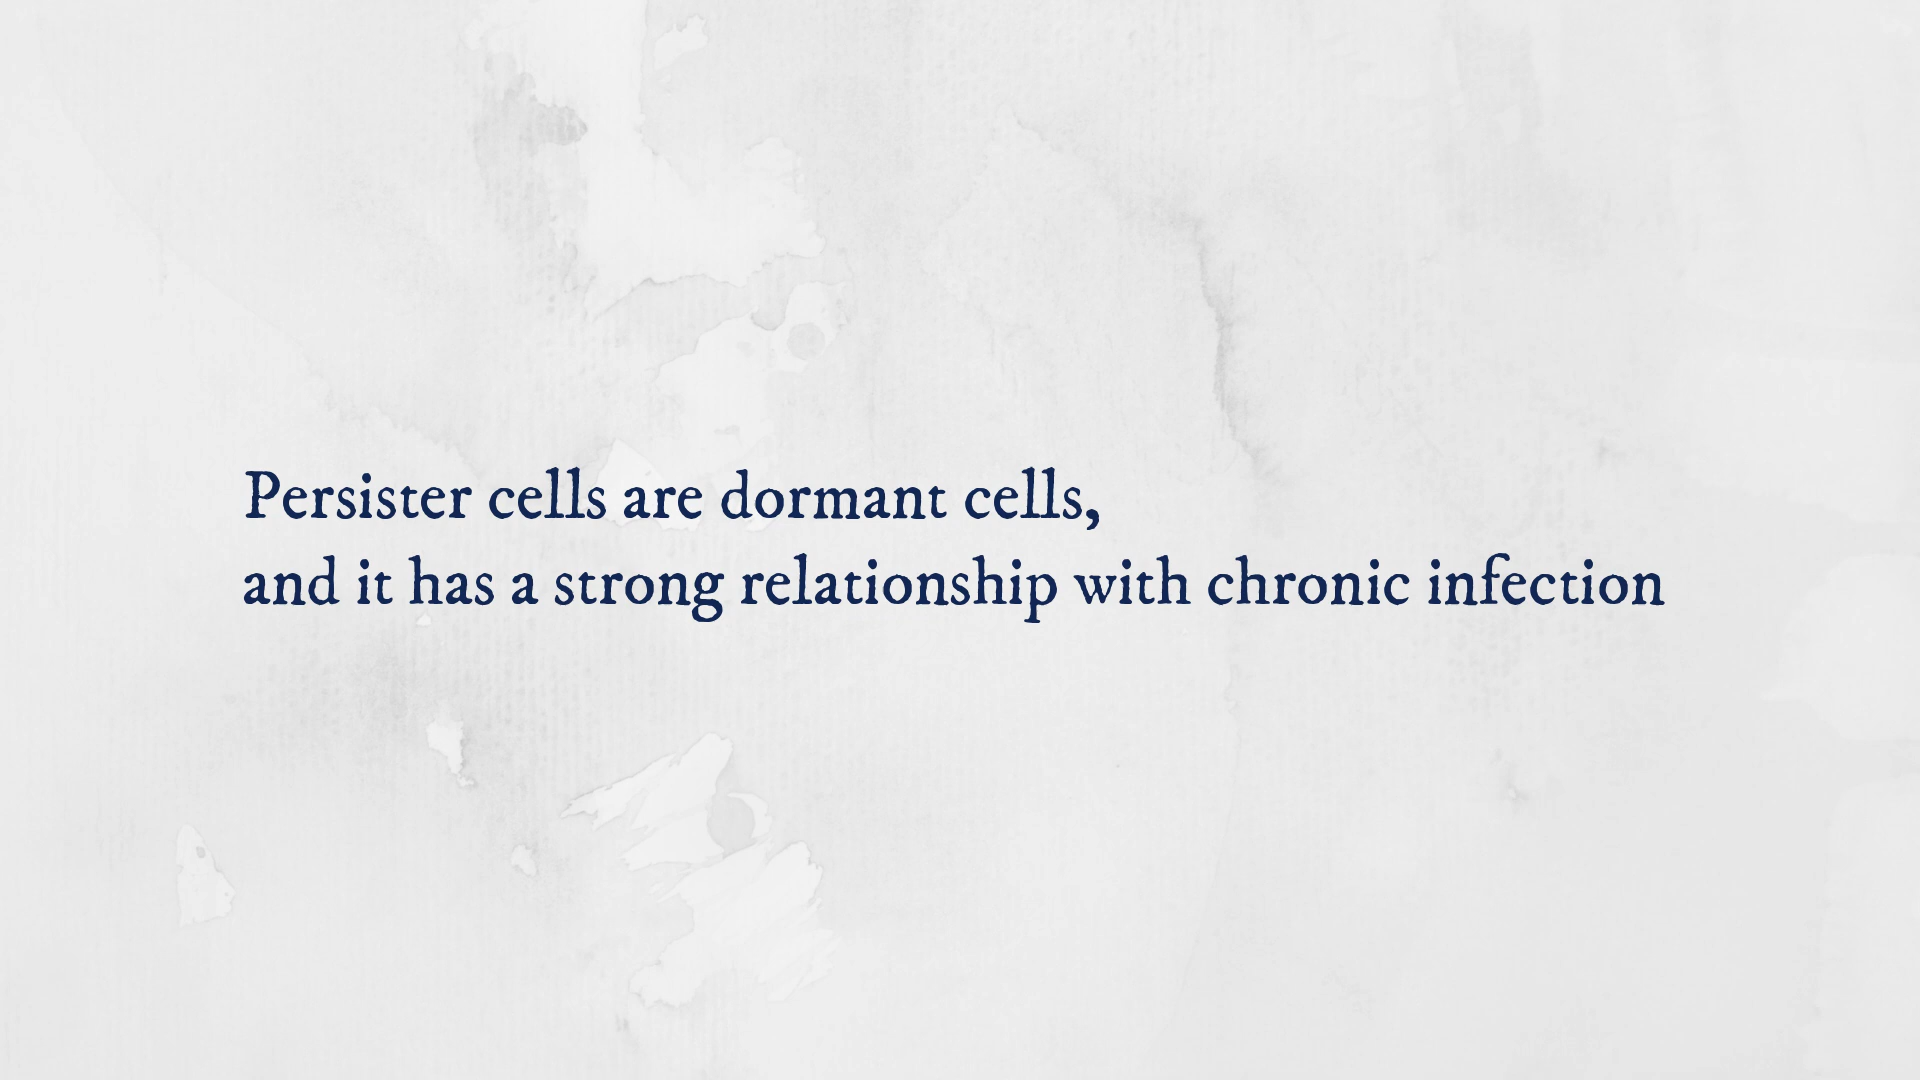 Persister cells are dormant cells,
and it has a strong relationship with chronic infection